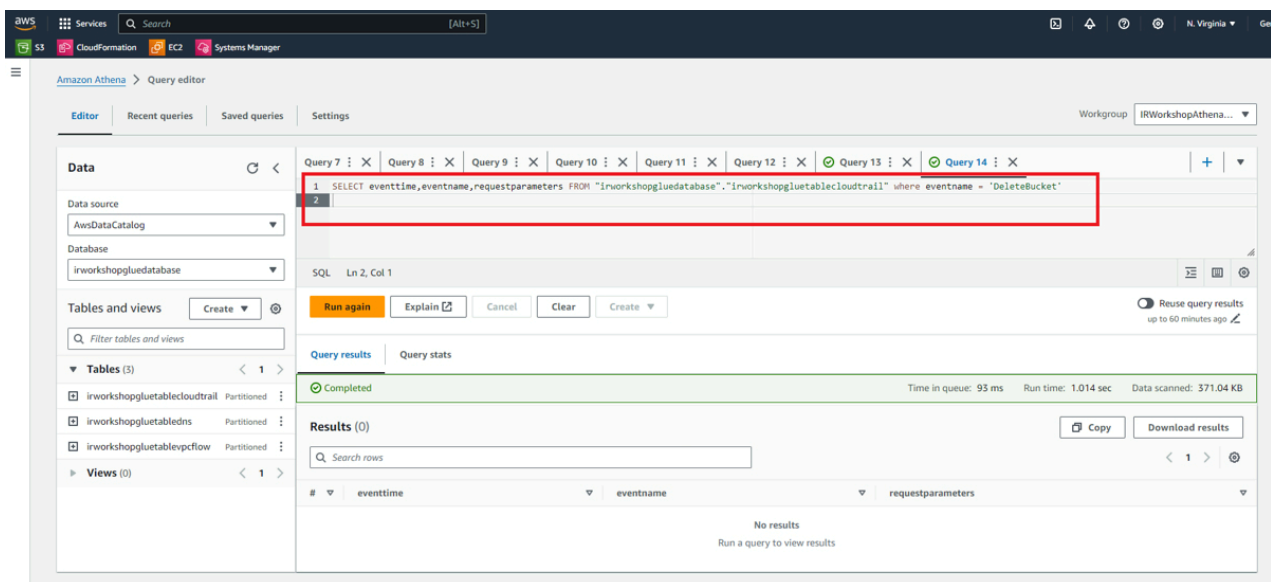 aws Services Search [Alt+S] N. Virginia ▼ Ge
S3 CloudFormation EC2 Systems Manager
Amazon Athena > Query editor
Editor Recent queries Saved queries Settings Workgroup IRWorkshopAthena... ▼
Data
Data source
AwsDataCatalog
Database
irworkshopgluedatabase
Tables and views Create ▼
Filter tables and views
▼ Tables (3) < 1 >
irworkshopgluetablecloudtrail Partitioned
irworkshopgluetabledns Partitioned
irworkshopgluetablevpcflow Partitioned
▶ Views (0) < 1 >
Query 7 Query 8 Query 9 Query 10 Query 11 Query 12 Query 13 Query 14
1 SELECT eventtime,eventname,requestparameters FROM "irworkshopgluedatabase"."irworkshopgluetablecloudtrail" where eventname = 'DeleteBucket'
2
SQL Ln 2, Col 1
Run again Explain Cancel Clear Create ▼ Reuse query results
up to 60 minutes ago
Query results Query stats
Completed Time in queue: 93 ms Run time: 1.014 sec Data scanned: 371.04 KB
Results (0) Copy Download results
Search rows < 1 >
# eventtime eventname requestparameters
No results
Run a query to view results